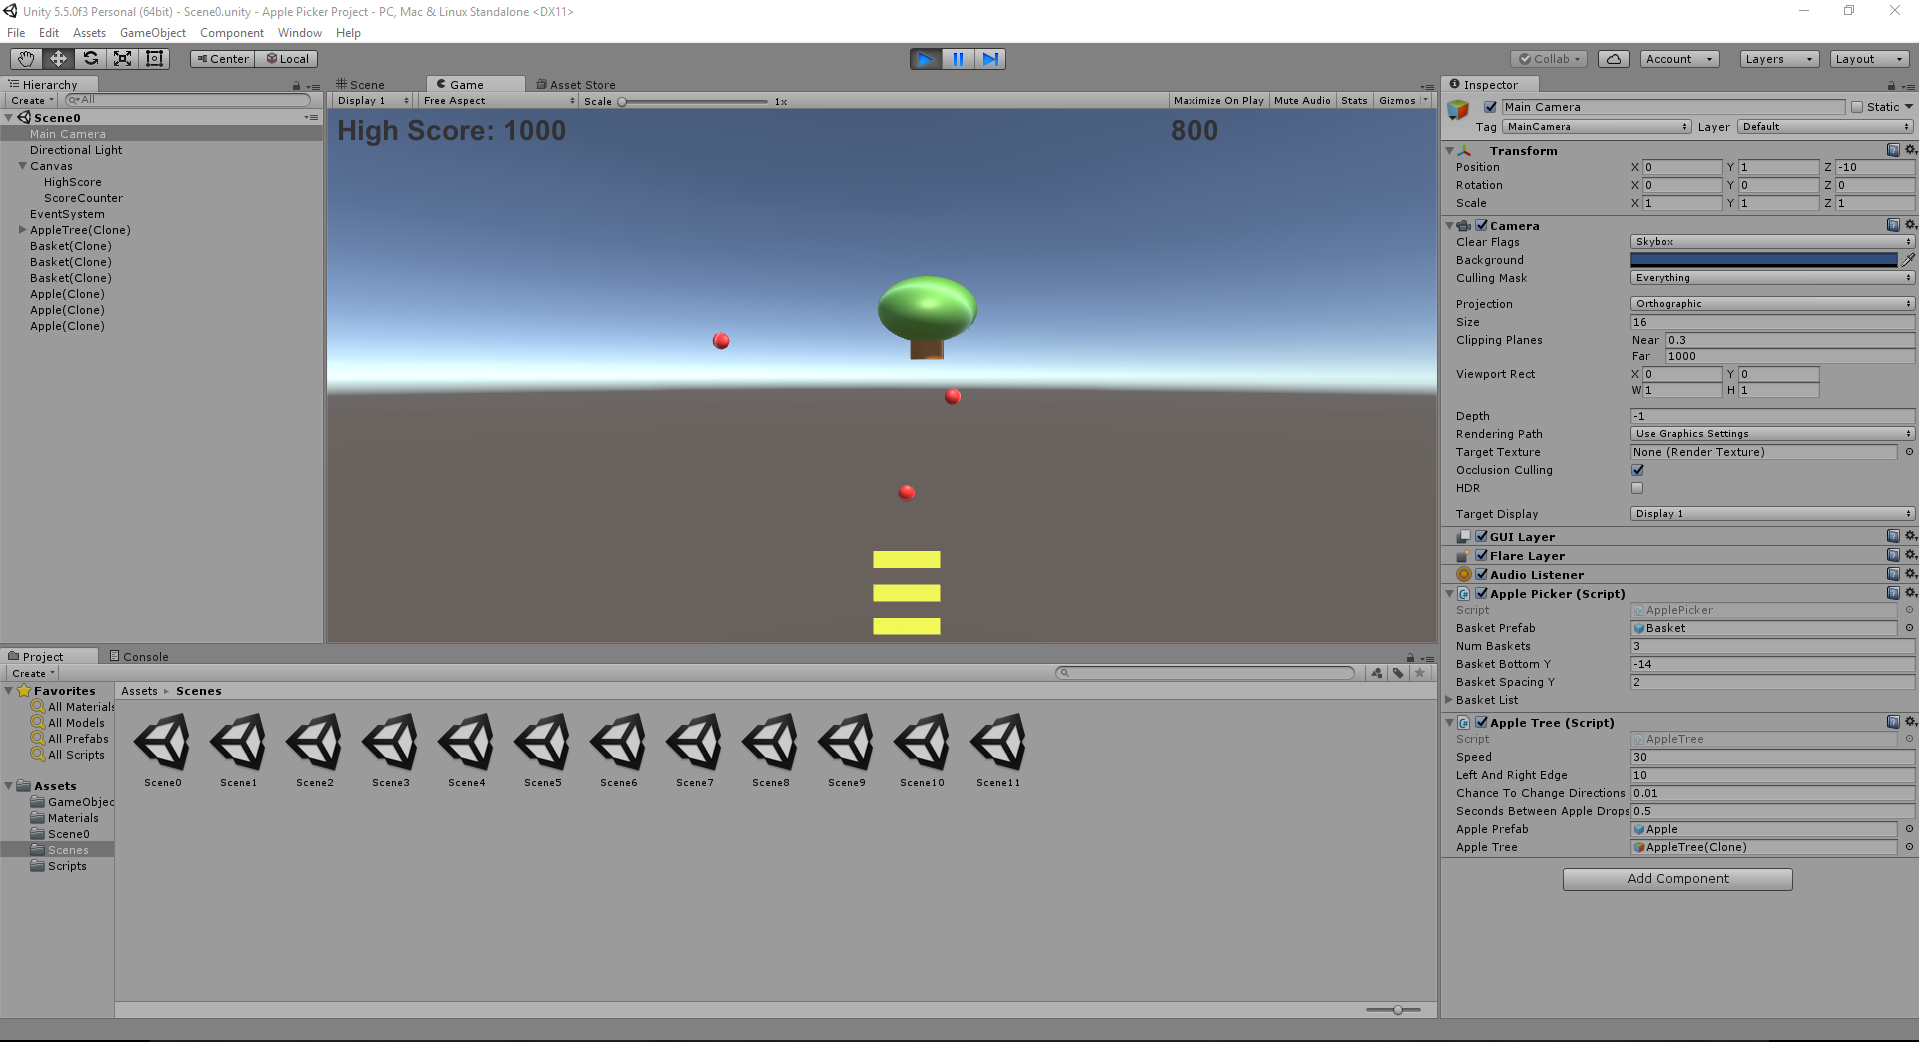 Unity 5.5.0f3 Personal (64bit) - Scene0.unity - Apple Picker Project - PC, Mac & Linux Standalone <DX11>
File Edit Assets GameObject Component Window Help
Center Local Collab Account Layers Layout
Hierarchy
Create All
Scene0
Main Camera
Directional Light
Canvas
HighScore
ScoreCounter
EventSystem
AppleTree(Clone)
Basket(Clone)
Basket(Clone)
Basket(Clone)
Apple(Clone)
Apple(Clone)
Apple(Clone)
Scene Game Asset Store
Display 1 Free Aspect Scale 1x Maximize On Play Mute Audio Stats Gizmos
High Score: 1000 800
Inspector
Main Camera Static
Tag MainCamera Layer Default
Transform
Position X 0 Y 1 Z -10
Rotation X 0 Y 0 Z 0
Scale X 1 Y 1 Z 1
Camera
Clear Flags Skybox
Background
Culling Mask Everything
Projection Orthographic
Size 16
Clipping Planes Near 0.3
Far 1000
Viewport Rect X 0 Y 0
W 1 H 1
Depth -1
Rendering Path Use Graphics Settings
Target Texture None (Render Texture)
Occlusion Culling
HDR
Target Display Display 1
GUI Layer
Flare Layer
Audio Listener
Apple Picker (Script)
Script ApplePicker
Basket Prefab Basket
Num Baskets 3
Basket Bottom Y -14
Basket Spacing Y 2
Basket List
Apple Tree (Script)
Script AppleTree
Speed 30
Left And Right Edge 10
Chance To Change Directions 0.01
Seconds Between Apple Drops 0.5
Apple Prefab Apple
Apple Tree AppleTree(Clone)
Add Component
Project Console
Create
Favorites
All Materials
All Models
All Prefabs
All Scripts
Assets
GameObjec
Materials
Scene0
Scenes
Scripts
Assets Scenes
Scene0 Scene1 Scene2 Scene3 Scene4 Scene5 Scene6 Scene7 Scene8 Scene9 Scene10 Scene11